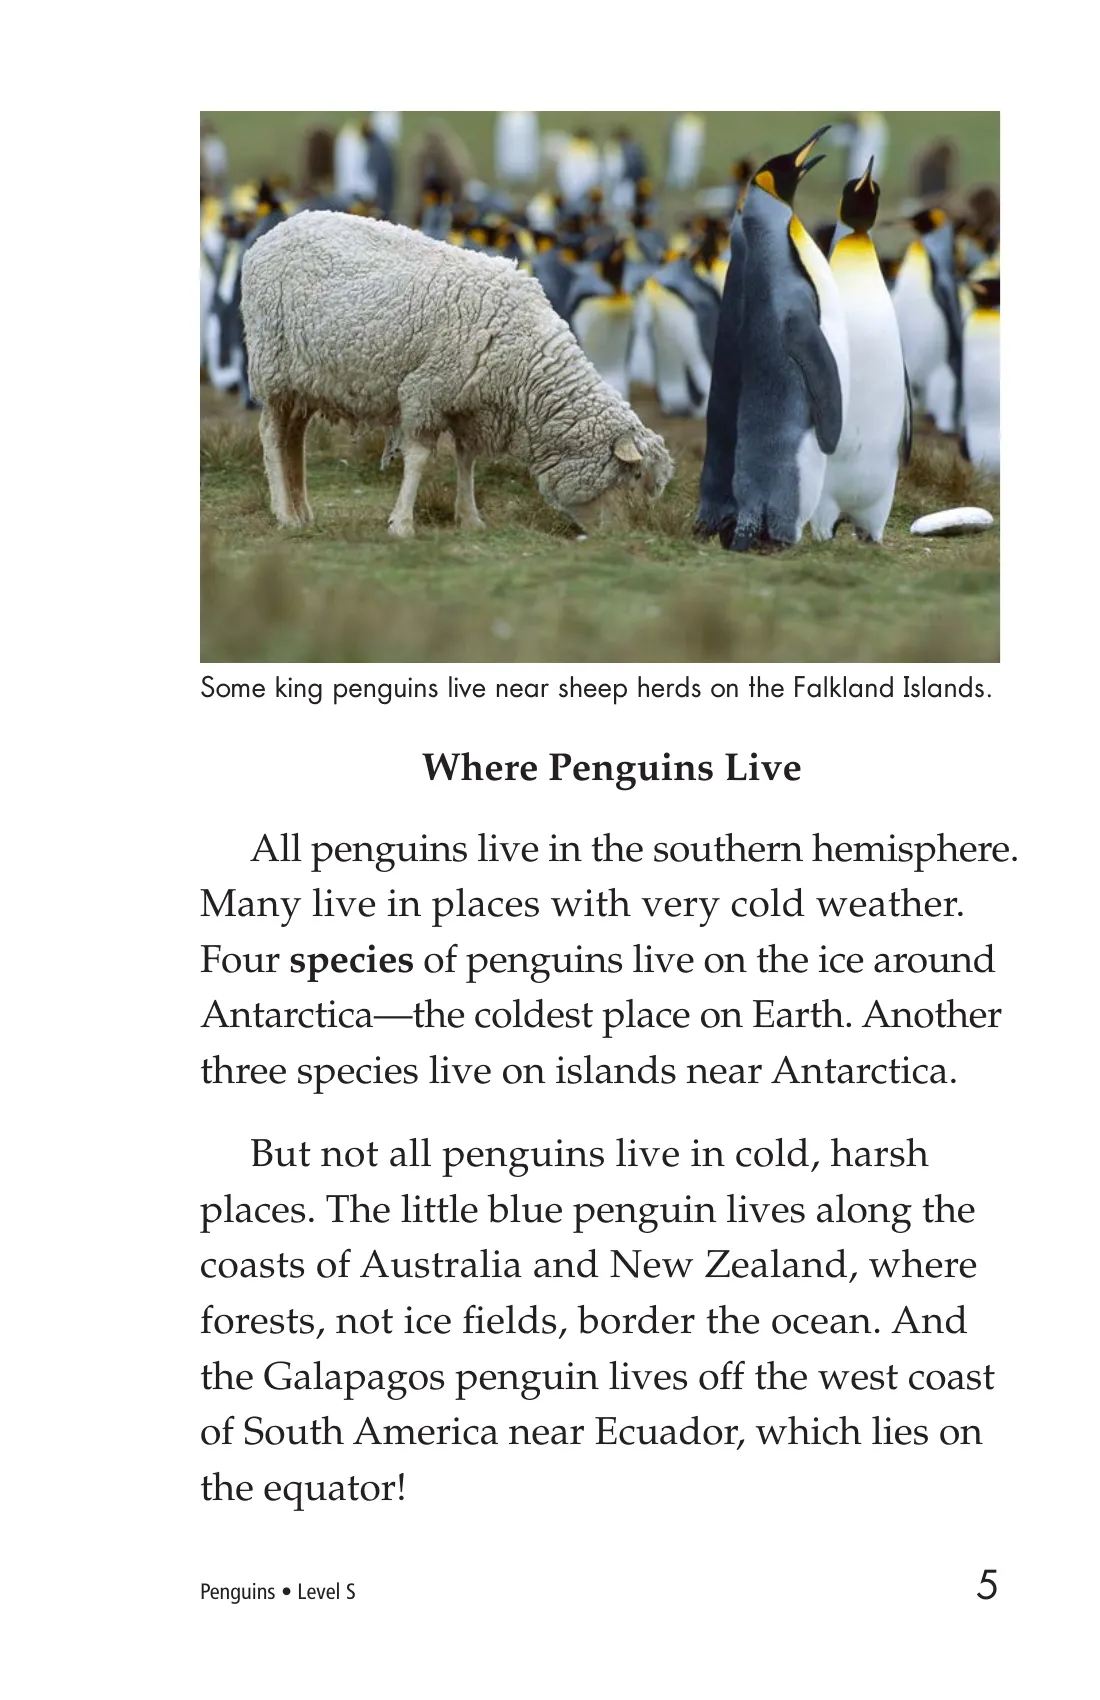 Some king penguins live near sheep herds on the Falkland Islands.
Where Penguins Live
All penguins live in the southern hemisphere.
Many live in places with very cold weather.
Four species of penguins live on the ice around
Antarctica—the coldest place on Earth. Another
three species live on islands near Antarctica.
But not all penguins live in cold, harsh
places. The little blue penguin lives along the
coasts of Australia and New Zealand, where
forests, not ice fields, border the ocean. And
the Galapagos penguin lives off the west coast
of South America near Ecuador, which lies on
the equator!
Penguins • Level S 5